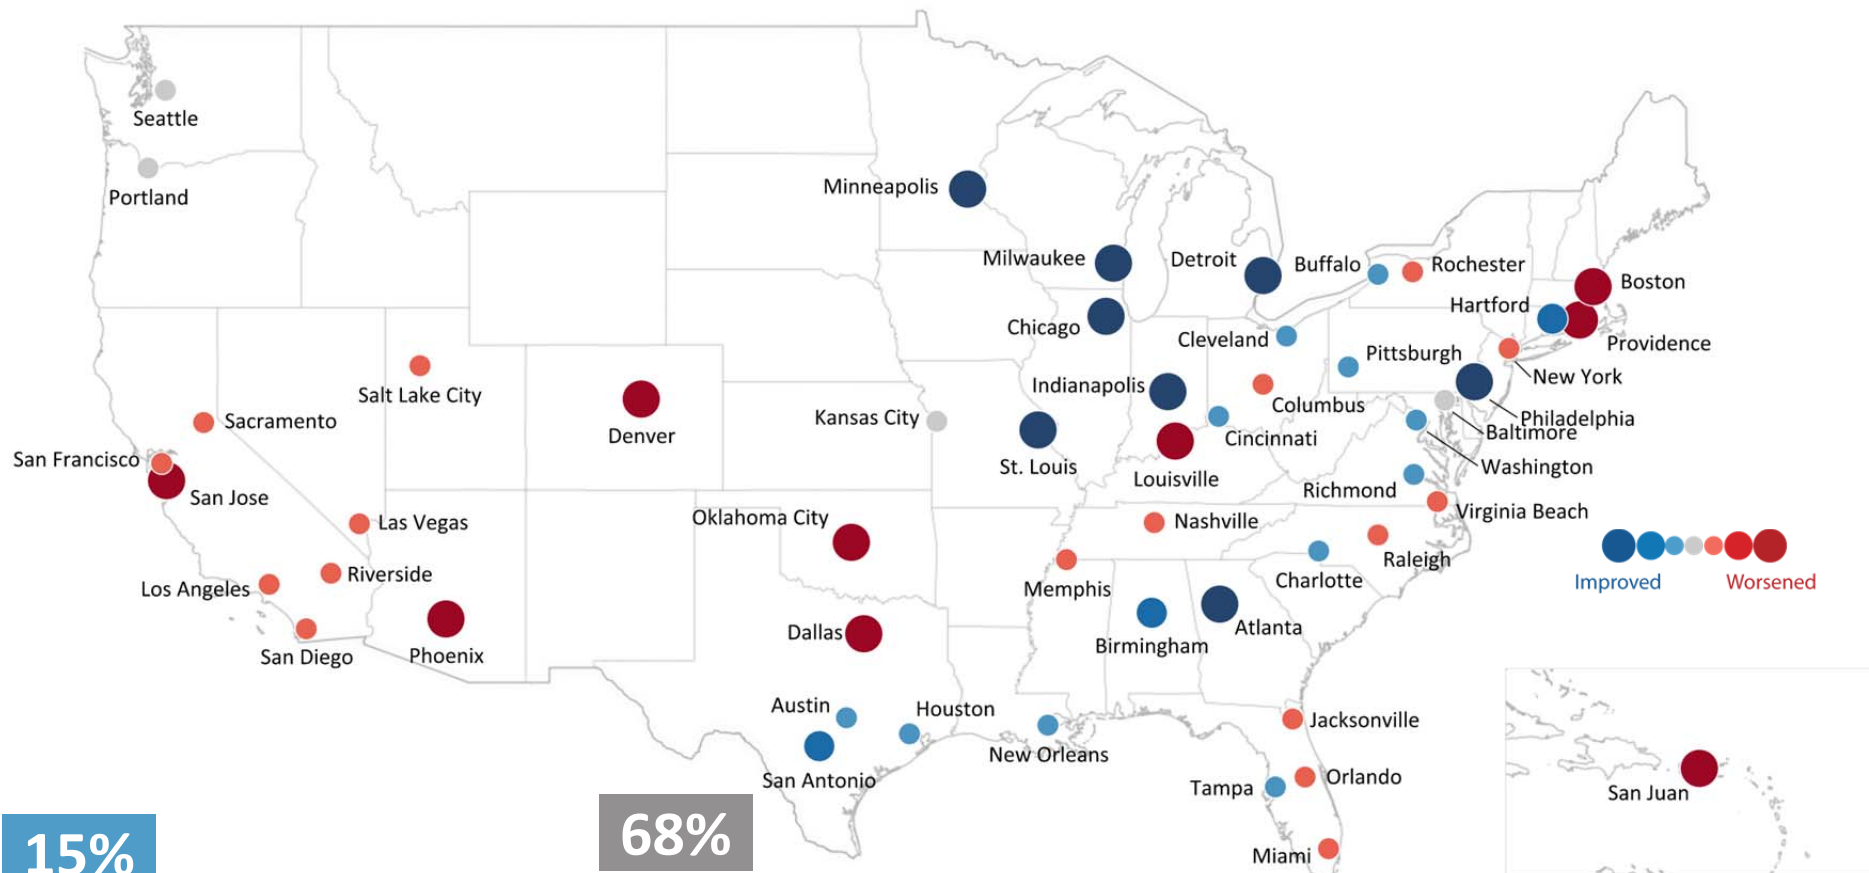 Seattle
Portland
Minneapolis
Milwaukee
Detroit
Buffalo
Rochester
Boston
Hartford
Chicago
Cleveland
Pittsburgh
Providence
New York
Salt Lake City
Indianapolis
Columbus
Sacramento
Denver
Kansas City
Philadelphia
Baltimore
Cincinnati
San Francisco
St. Louis
Washington
Louisville
San Jose
Richmond
Las Vegas
Oklahoma City
Nashville
Virginia Beach
Raleigh
Riverside
Los Angeles
Memphis
Charlotte
Improved
Worsened
Dallas
Atlanta
Birmingham
San Diego
Phoenix
Austin
Houston
Jacksonville
New Orleans
San Antonio
Tampa
Orlando
San Juan
68%
15%
Miami